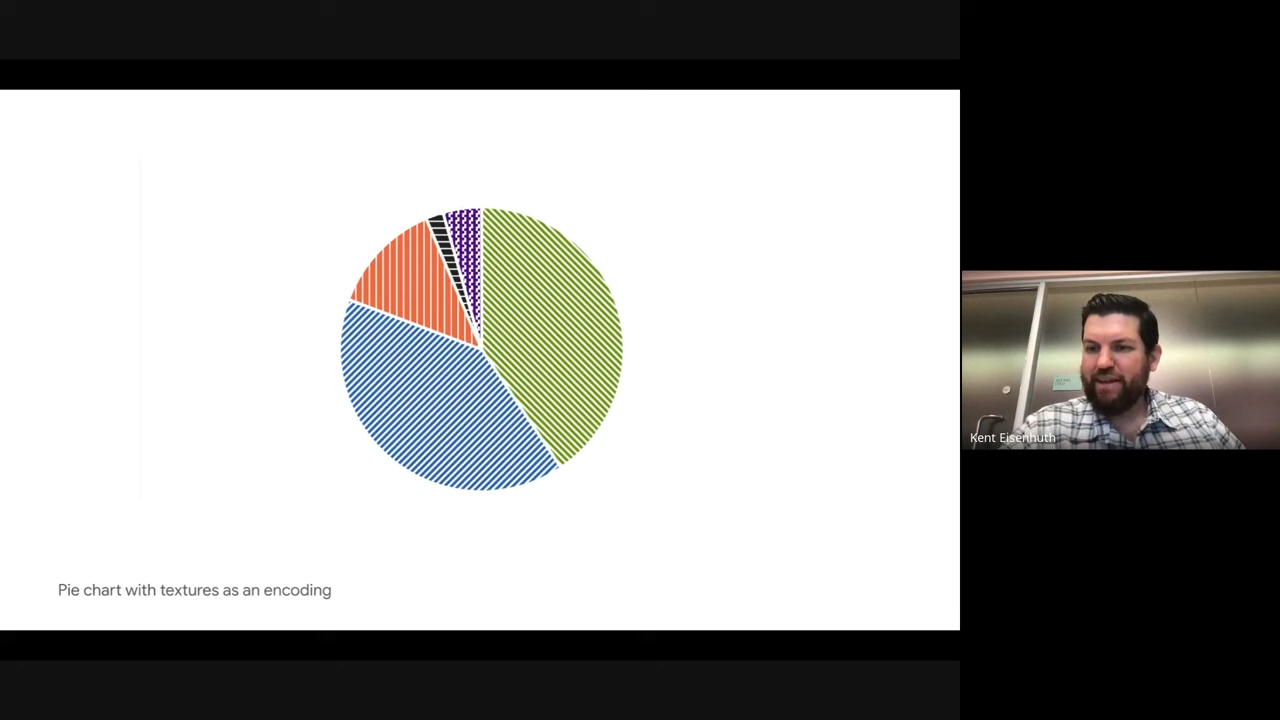 Pie chart with textures as an encoding
Kent Eisenhuth